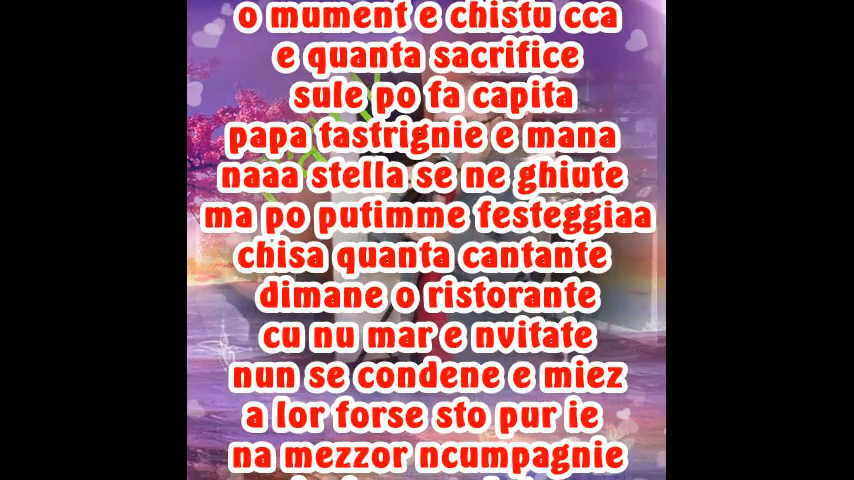 o mument e chistu cca
e quanta sacrifice
sule po fa capita
papa tastrignie e mana
naaa stella se ne ghiute
ma po putimme festeggiaa
chisa quanta cantante
dimane o ristorante
cu nu mar e nvitate
nun se condene e miez
a lor forse sto pur ie
na mezzor ncumpagnie